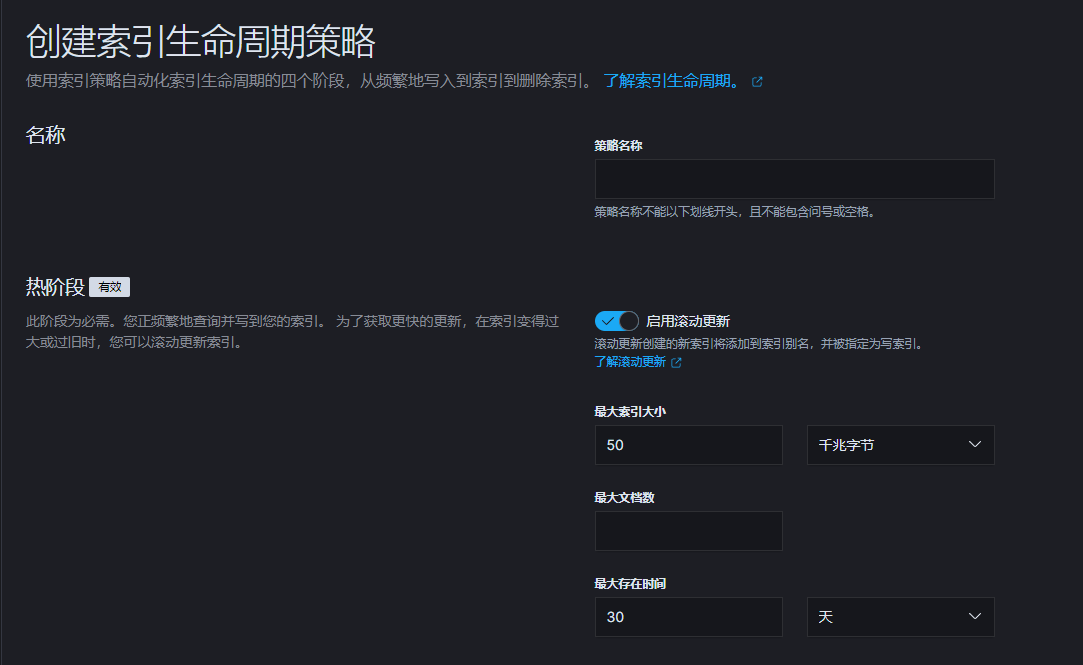 创建索引生命周期策略
使用索引策略自动化索引生命周期的四个阶段，从频繁地写入到索引到删除索引。 了解索引生命周期。
名称
策略名称
策略名称不能以下划线开头，且不能包含问号或空格。
热阶段 有效
此阶段为必需。您正频繁地查询并写到您的索引。 为了获取更快的更新，在索引变得过
大或过旧时，您可以滚动更新索引。
启用滚动更新
滚动更新创建的新索引将添加到索引别名，并被指定为写索引。
了解滚动更新
最大索引大小
50 千兆字节
最大文档数
最大存在时间
30 天